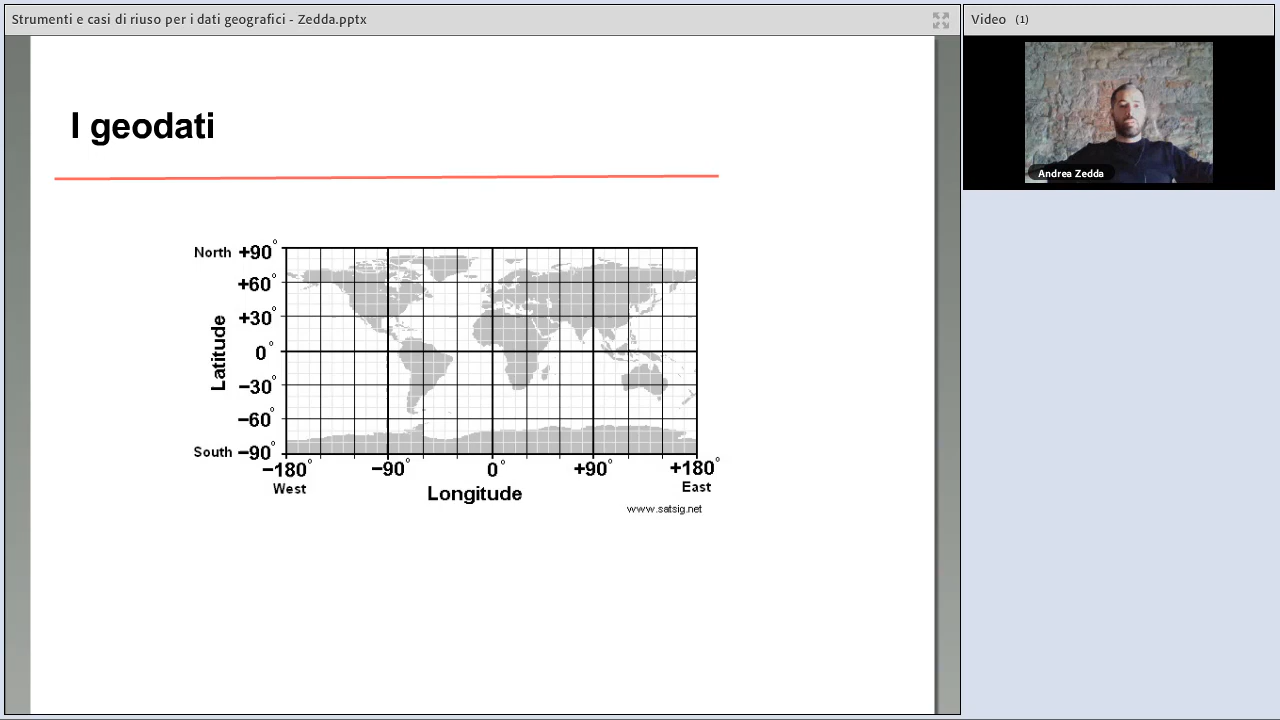 Strumenti e casi di riuso per i dati geografici - Zedda.pptx
Video (1)
Andrea Zedda
I geodati
North +90°
+60°
+30°
Latitude
0°
−30°
−60°
South −90°
−180° −90° 0° +90° +180°
West Longitude East
www.satsig.net